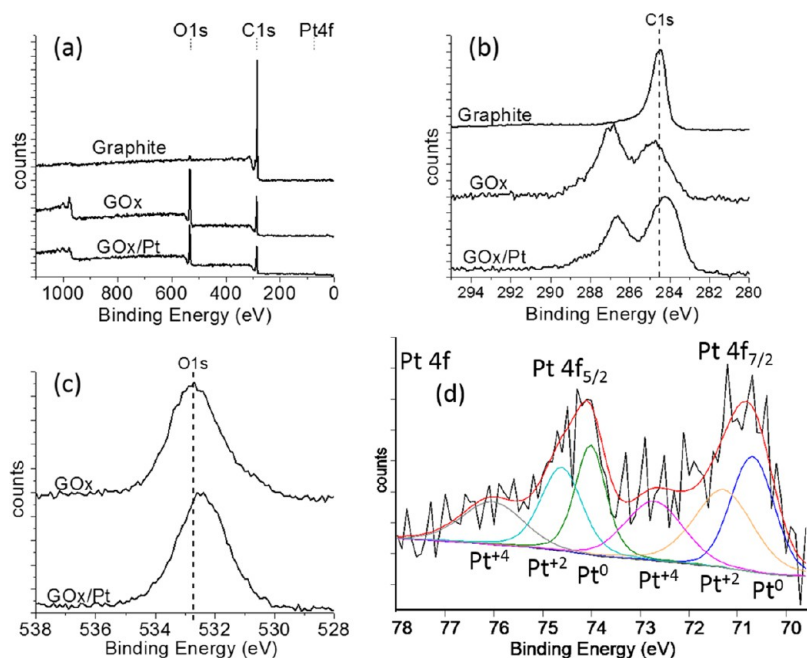 (a)
O1s C1s Pt4f
Graphite
GOx
GOx/Pt
counts
1000 800 600 400 200 0
Binding Energy (eV)
(b)
C1s
Graphite
GOx
GOx/Pt
counts
294 292 290 288 286 284 282 280
Binding Energy (eV)
(c)
O1s
GOx
GOx/Pt
counts
538 536 534 532 530 528
Binding Energy (eV)
Pt 4f Pt 4f5/2 Pt 4f7/2
(d)
counts
Pt+4 Pt+2 Pt0 Pt+4 Pt+2 Pt0
78 76 75 74 73 72 71 70
Binding Energy (eV)